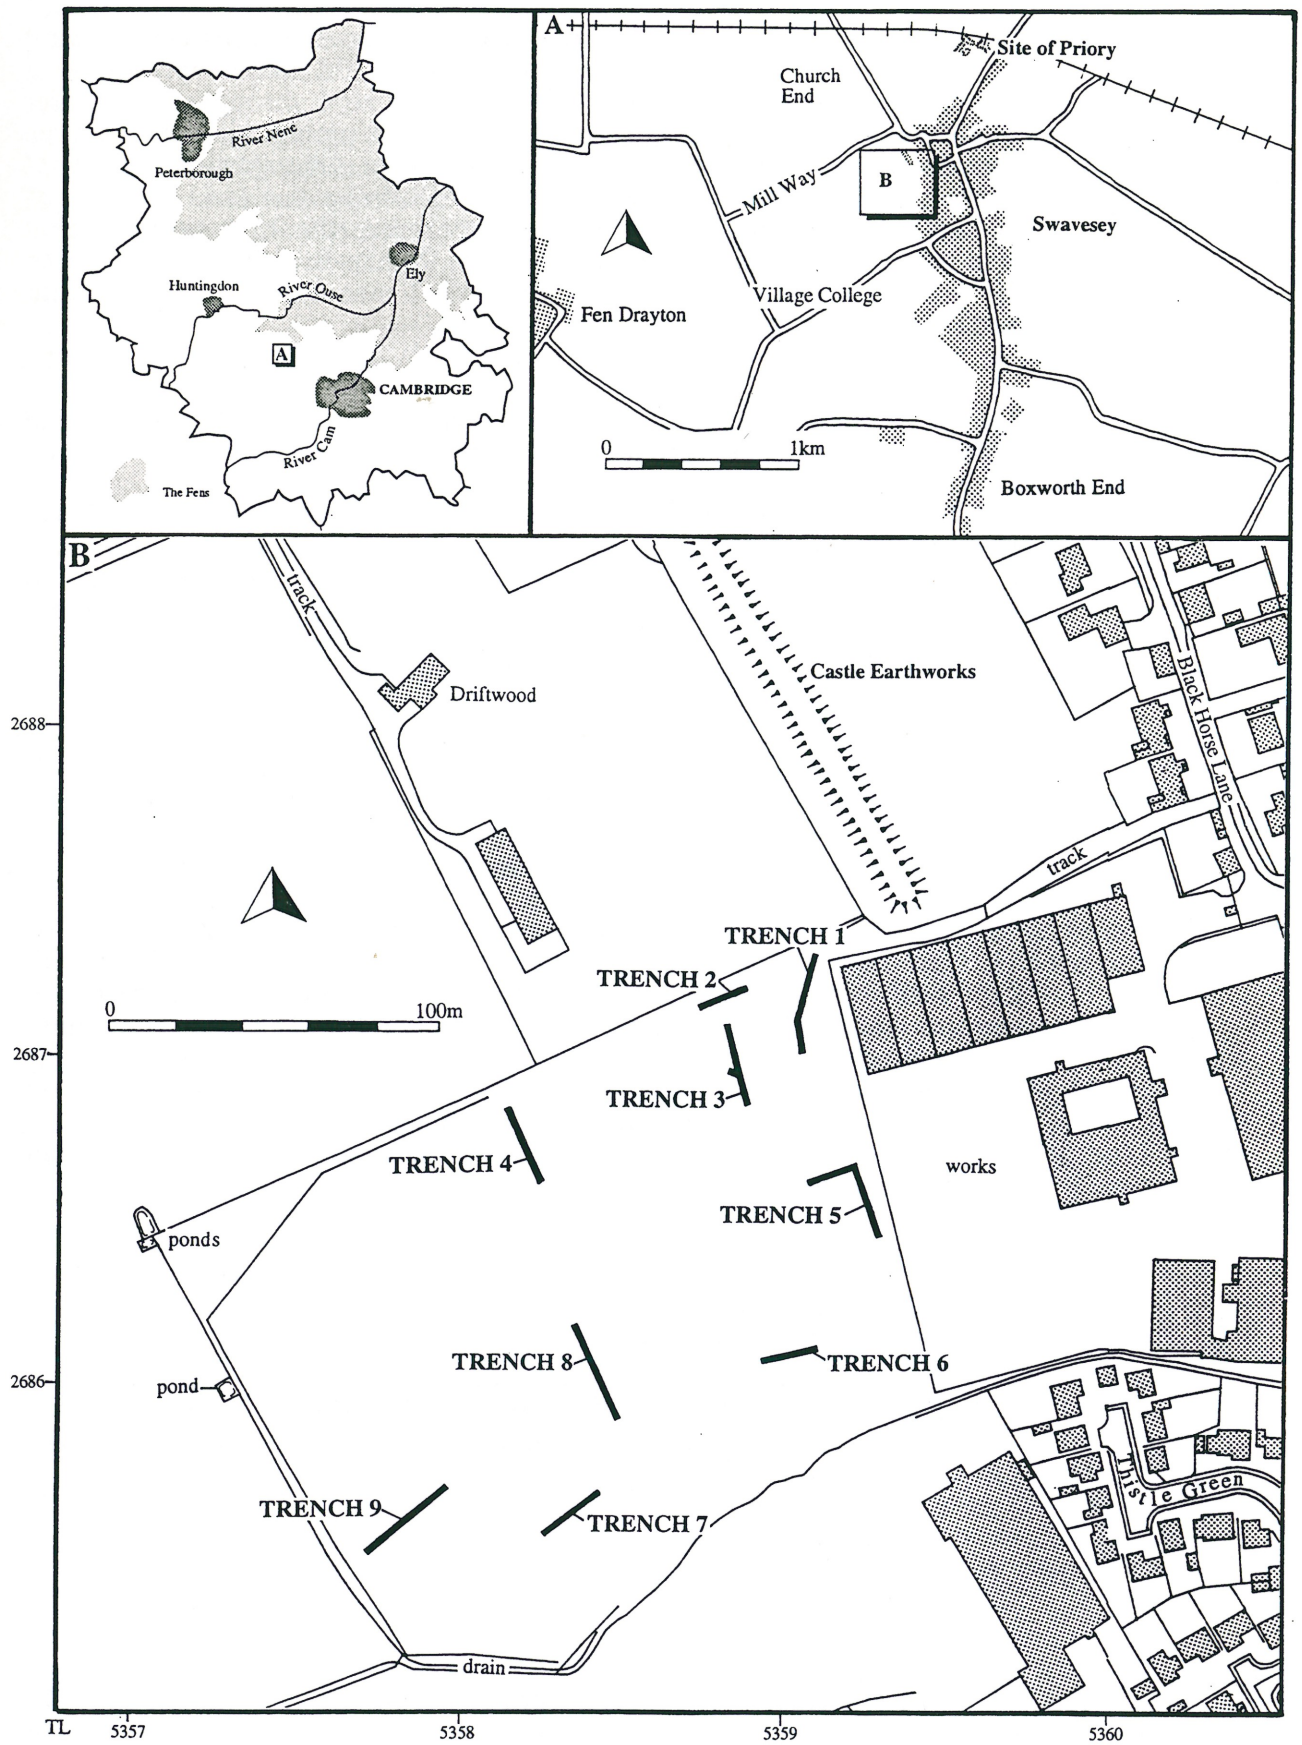 River Nene
Peterborough
Huntingdon
River Ouse
Ely
A
CAMBRIDGE
River Cam
The Fens
A
Site of Priory
Church
End
Mill Way
B
Swavesey
Village College
Fen Drayton
0 1km
Boxworth End
B
track
Driftwood
Castle Earthworks
Black Horse Lane
2688
track
TRENCH 1
TRENCH 2
0 100m
2687
TRENCH 3
TRENCH 4
works
TRENCH 5
ponds
TRENCH 8
TRENCH 6
2686
pond
Thistle Green
TRENCH 9
TRENCH 7
drain
TL
5357 5358 5359 5360